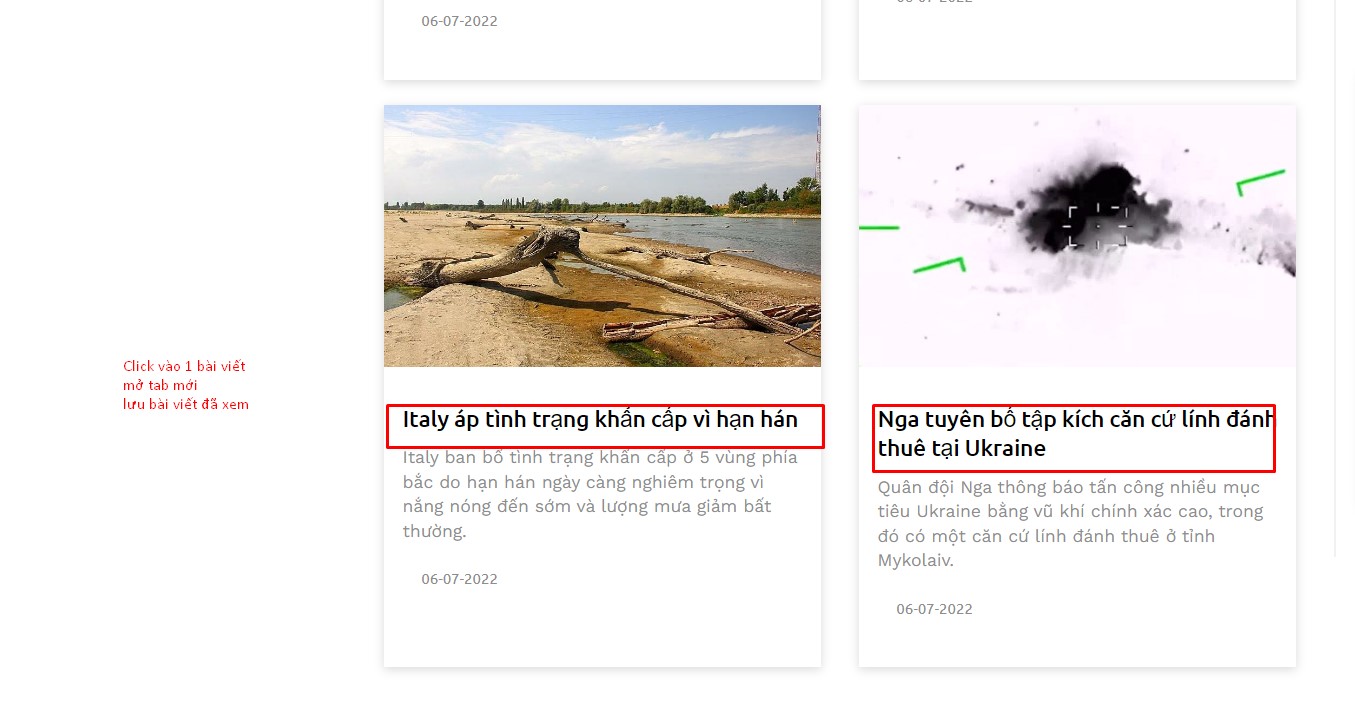 06-07-2022
06-07-2022
Click vào 1 bài viết
mở tab mới
lưu bài viết đã xem
Italy áp tình trạng khẩn cấp vì hạn hán
Italy ban bố tình trạng khẩn cấp ở 5 vùng phía
bắc do hạn hán ngày càng nghiêm trọng vì
nắng nóng đến sớm và lượng mưa giảm bất
thường.
06-07-2022
Nga tuyên bố tập kích căn cứ lính đánh
thuê tại Ukraine
Quân đội Nga thông báo tấn công nhiều mục
tiêu Ukraine bằng vũ khí chính xác cao, trong
đó có một căn cứ lính đánh thuê ở tỉnh
Mykolaiv.
06-07-2022